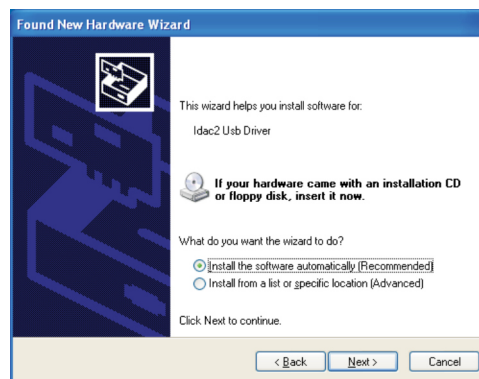 Found New Hardware Wizard
This wizard helps you install software for:
Idac2 Usb Driver
If your hardware came with an installation CD
or floppy disk, insert it now.
What do you want the wizard to do?
Install the software automatically (Recommended)
Install from a list or specific location (Advanced)
Click Next to continue.
< Back Next > Cancel